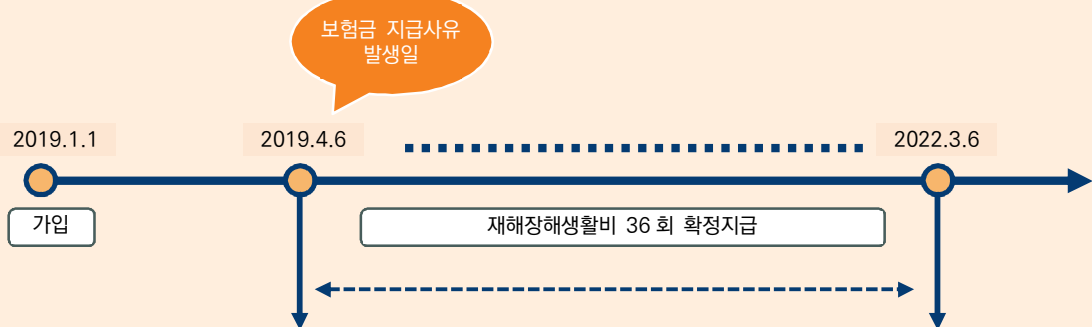 보험금 지급사유
발생일
2019.1.1
2019.4.6
2022.3.6
가입
재해장해생활비 36 회 확정지급